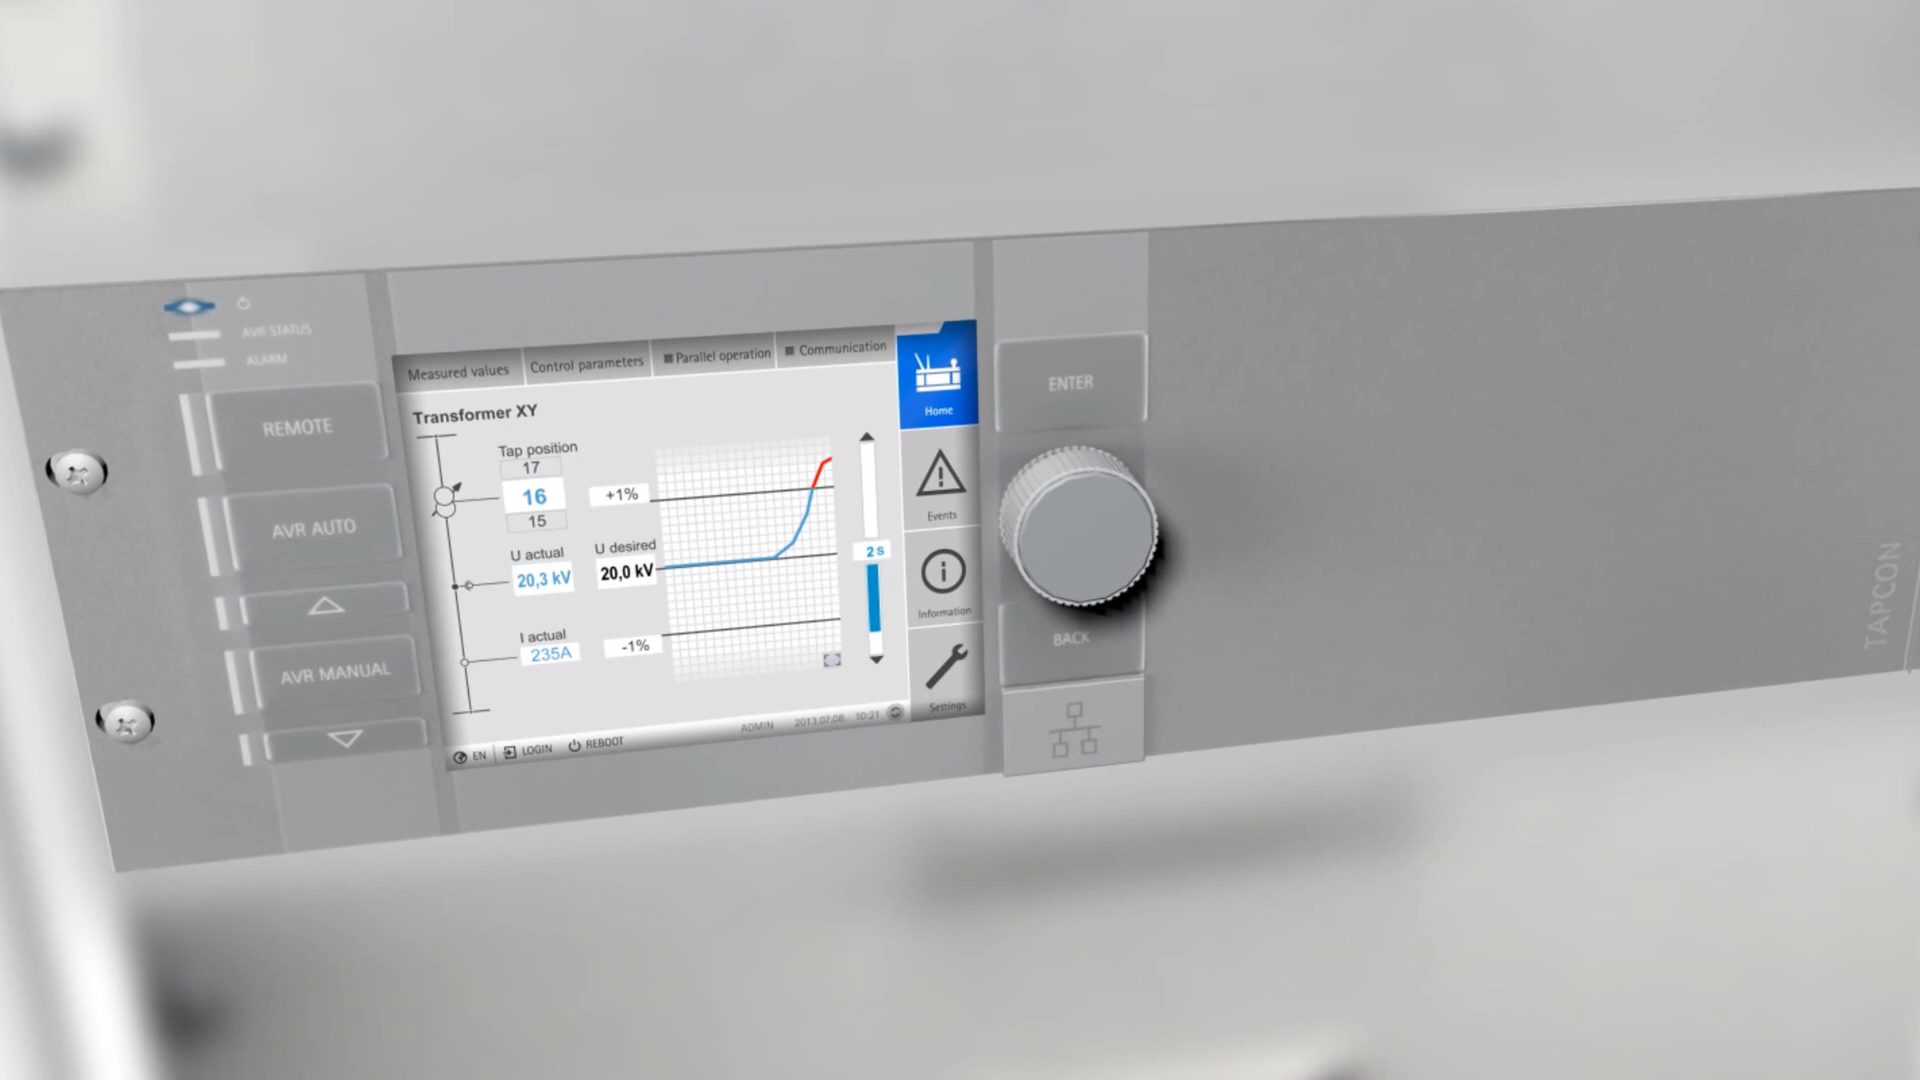 AVR STATUS
ALARM
REMOTE
AVR AUTO
AVR MANUAL
Measured values
Control parameters
Parallel operation
Communication
Transformer XY
Tap position
17
16
15
+1%
U actual
20,3 kV
U desired
20,0 kV
I actual
235A
-1%
2 s
Home
Events
Information
Settings
EN
LOGIN
REBOOT
ADMIN
2013.07.08
10:21
ENTER
BACK
TAPCON